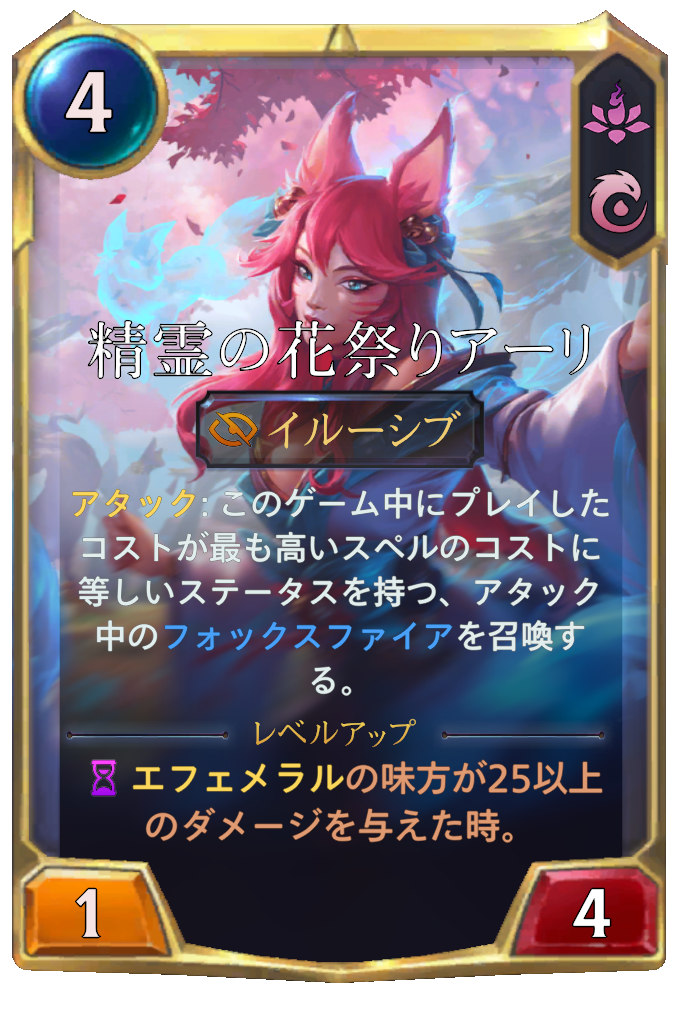 4
精霊の花祭りアーリ
イルーシブ
アタック: このゲーム中にプレイした
コストが最も高いスペルのコストに
等しいステータスを持つ、アタック
中のフォックスファイアを召喚す
る。
レベルアップ
エフェメラルの味方が25以上
のダメージを与えた時。
1
4